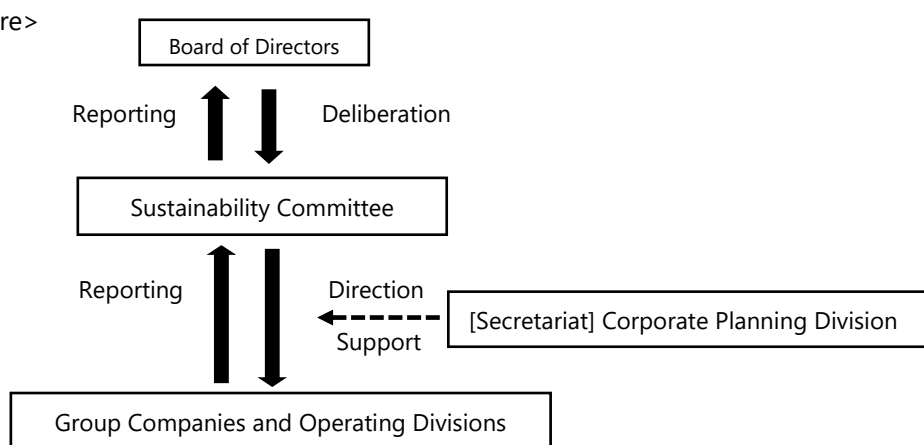 re>
Board of Directors
Reporting
Deliberation
Sustainability Committee
Reporting
Direction
[Secretariat] Corporate Planning Division
Support
Group Companies and Operating Divisions